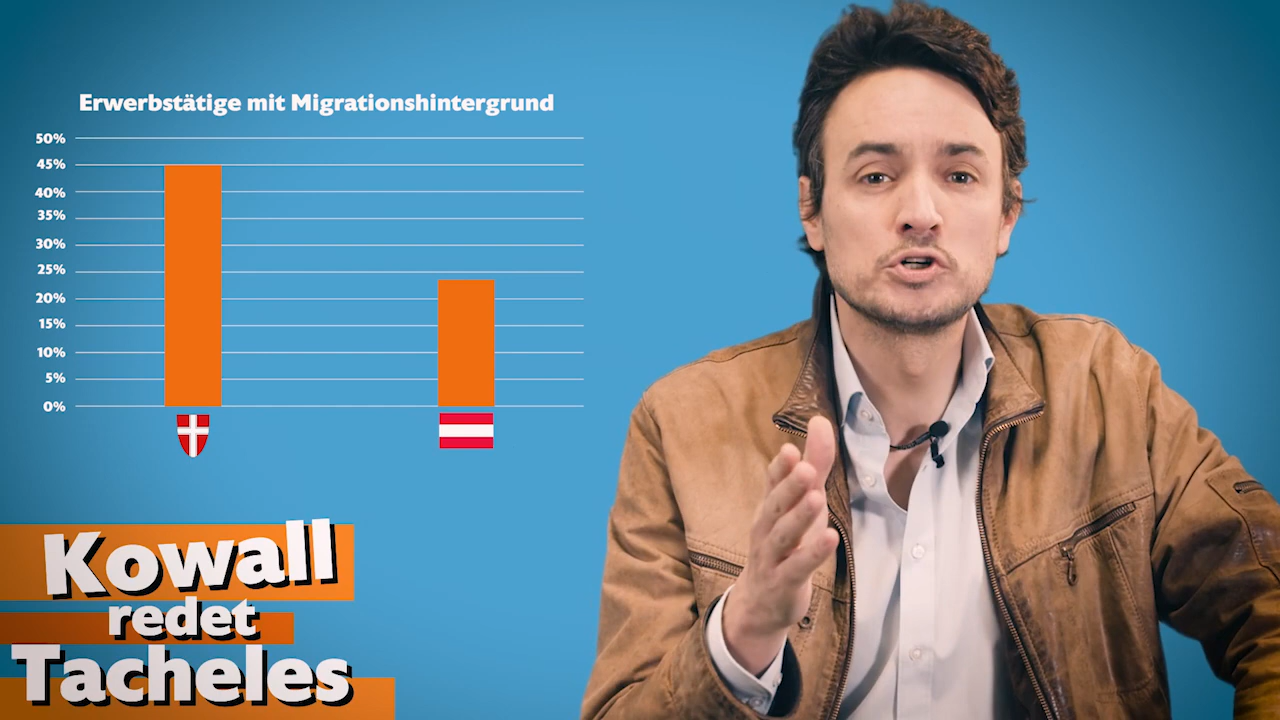 Erwerbstätige mit Migrationshintergrund
50%
45%
40%
35%
30%
25%
20%
15%
10%
5%
0%
Kowall
redet
Tacheles